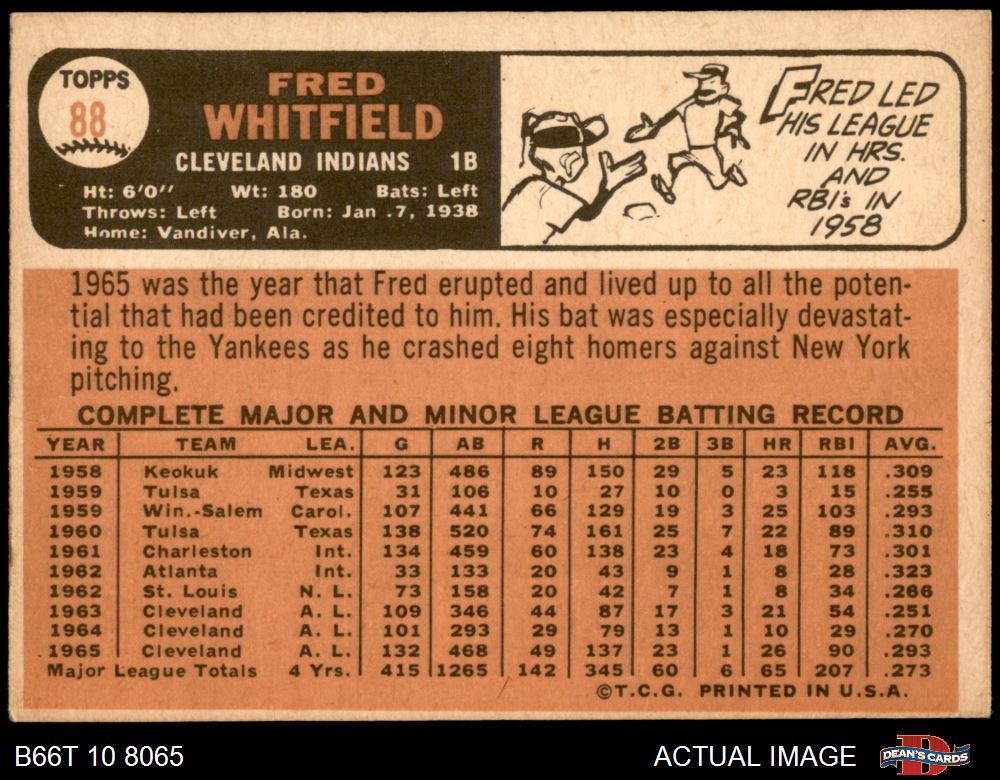 TOPPS
88
FRED
WHITFIELD
CLEVELAND INDIANS 1B
Ht: 6'0" Wt: 180 Bats: Left
Throws: Left Born: Jan .7, 1938
Home: Vandiver, Ala.
FRED LED
HIS LEAGUE
IN HRS.
AND
RBI's IN
1958
1965 was the year that Fred erupted and lived up to all the poten-
tial that had been credited to him. His bat was especially devastat-
ing to the Yankees as he crashed eight homers against New York
pitching.
COMPLETE MAJOR AND MINOR LEAGUE BATTING RECORD
YEAR TEAM LEA. G AB R H 2B 3B HR RBI AVG.
1958 Keokuk Midwest 123 486 89 150 29 5 23 118 .309
1959 Tulsa Texas 31 106 10 27 10 0 3 15 .255
1959 Win.-Salem Carol. 107 441 66 129 19 3 25 103 .293
1960 Tulsa Texas 138 520 74 161 25 7 22 89 .310
1961 Charleston Int. 134 459 60 138 23 4 18 73 .301
1962 Atlanta Int. 33 133 20 43 9 1 8 28 .323
1962 St. Louis N. L. 73 158 20 42 7 1 8 34 .266
1963 Cleveland A. L. 109 346 44 87 17 3 21 54 .251
1964 Cleveland A. L. 101 293 29 79 13 1 10 29 .270
1965 Cleveland A. L. 132 468 49 137 23 1 26 90 .293
Major League Totals 4 Yrs. 415 1265 142 345 60 6 65 207 .273
©T.C.G. PRINTED IN U.S.A.
B66T 10 8065
ACTUAL IMAGE
DEAN'S CARDS